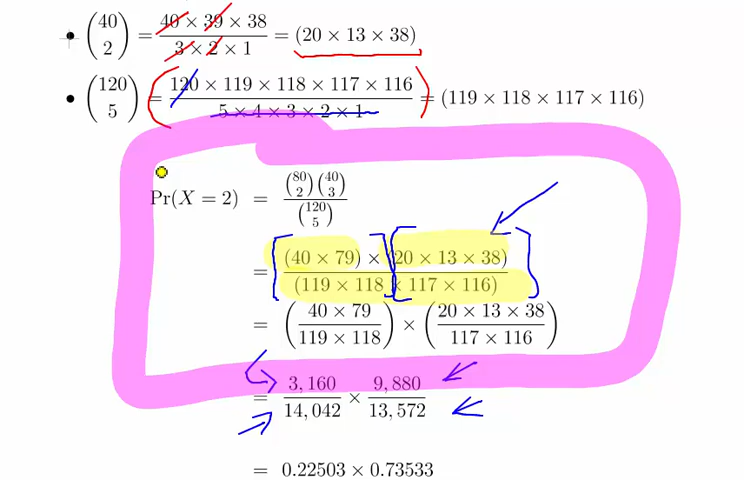 • (40 2) = 40 × 39 × 38 / 3 × 2 × 1 = (20 × 13 × 38)
• (120 5) = 120 × 119 × 118 × 117 × 116 / 5 × 4 × 3 × 2 × 1 = (119 × 118 × 117 × 116)
Pr(X = 2) = (80 2)(40 3) / (120 5)
= (40 × 79) × (20 × 13 × 38) / (119 × 118 × 117 × 116)
= (40 × 79 / 119 × 118) × (20 × 13 × 38 / 117 × 116)
= 3,160 / 14,042 × 9,880 / 13,572
= 0.22503 × 0.73533